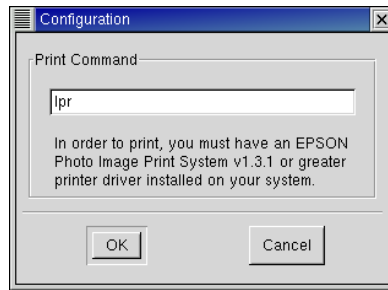 Configuration
Print Command
lpr
In order to print, you must have an EPSON
Photo Image Print System v1.3.1 or greater
printer driver installed on your system.
OK
Cancel